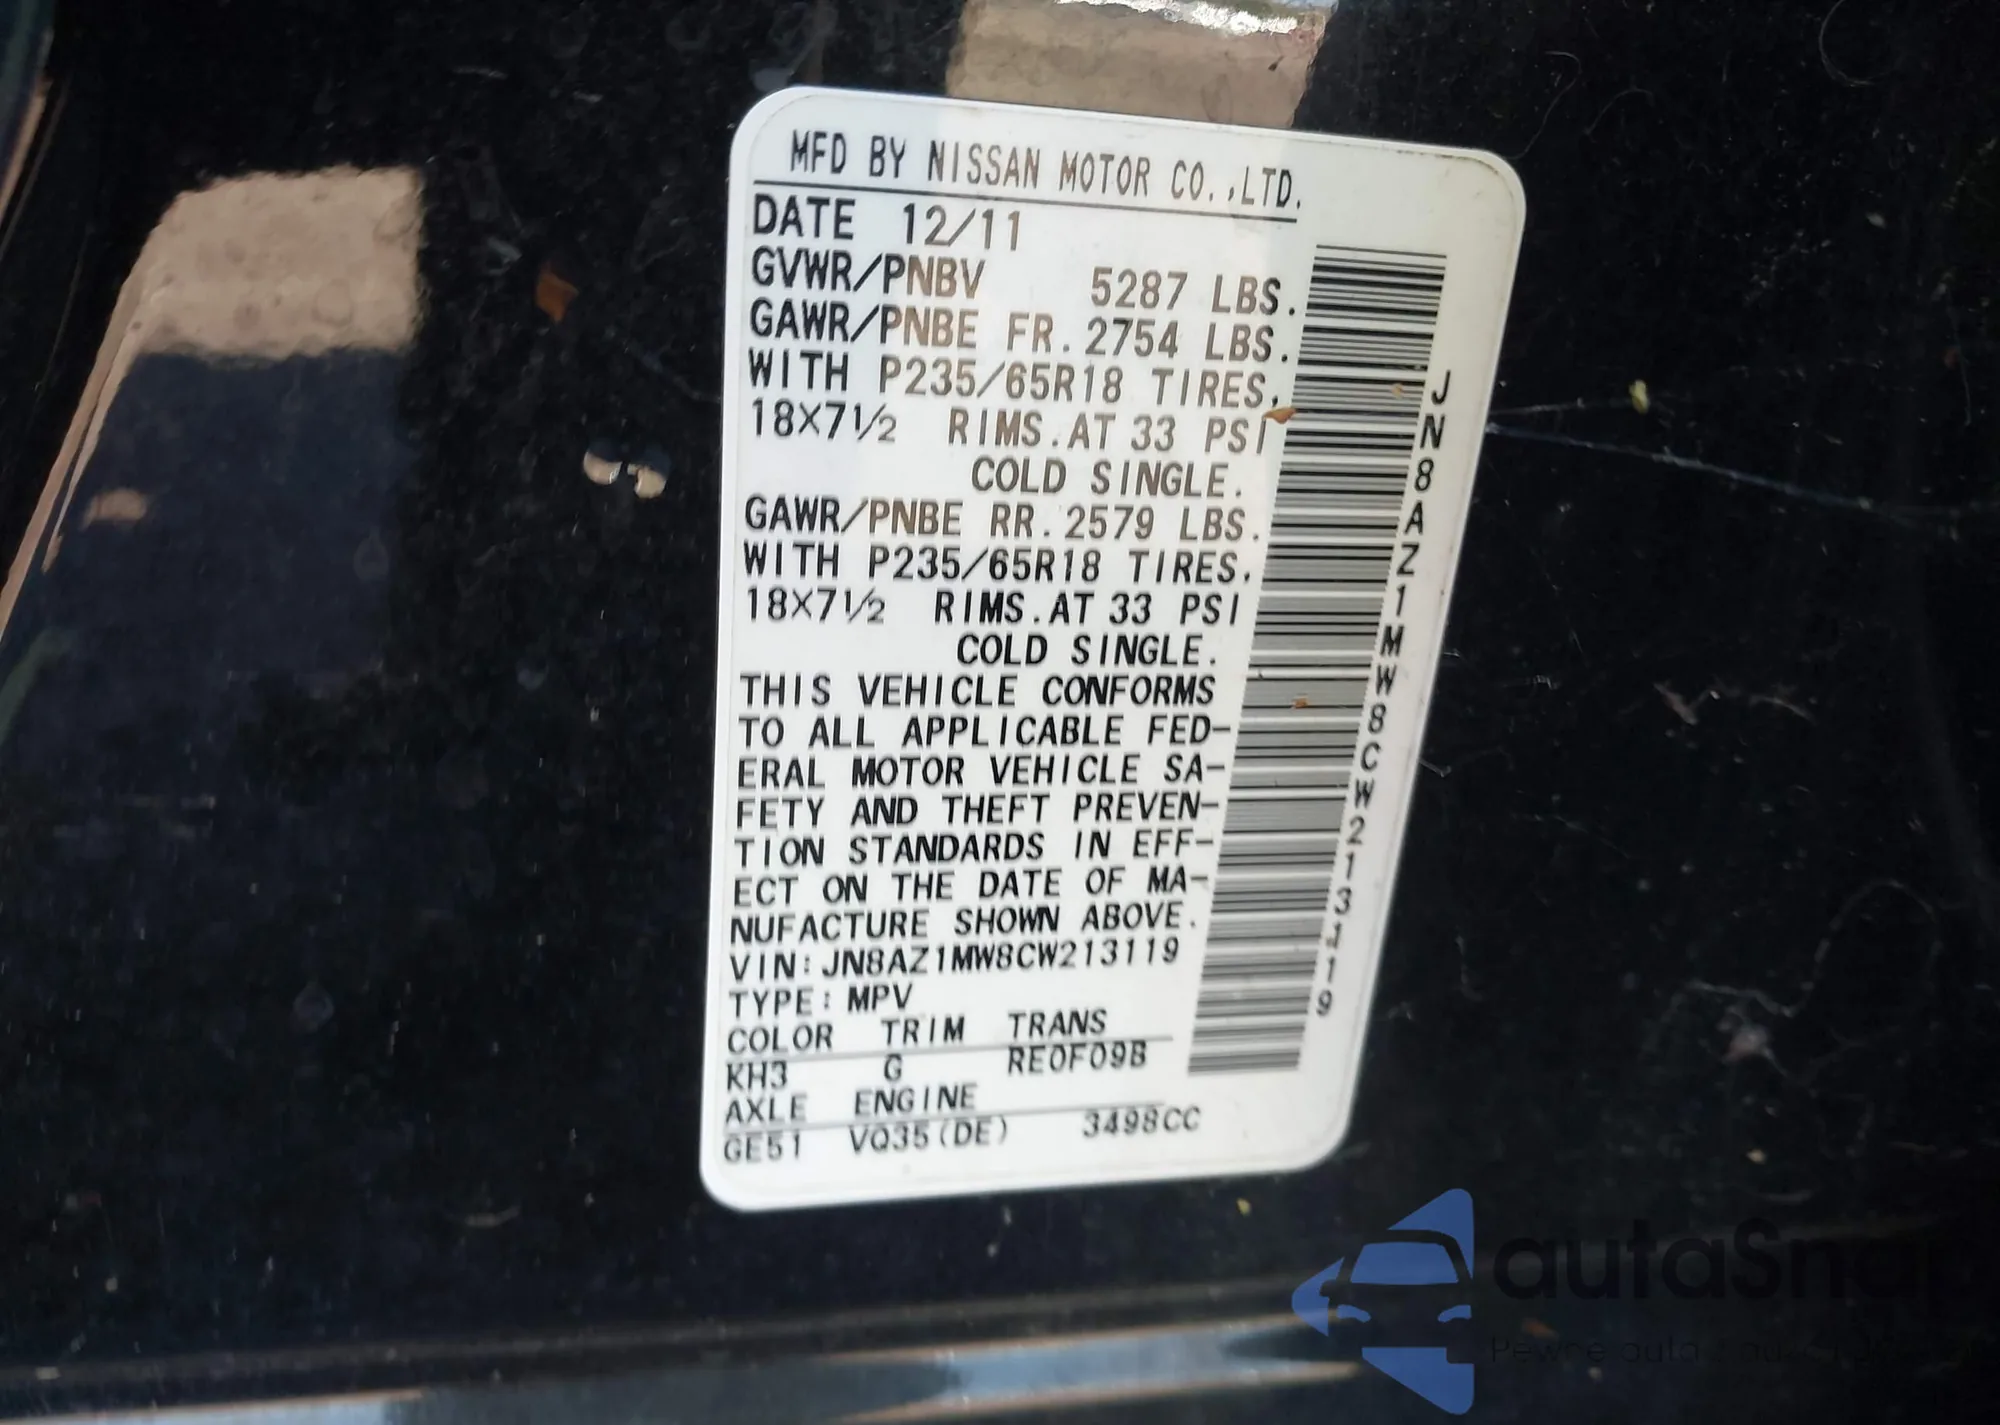 MFD BY NISSAN MOTOR CO.,LTD.
DATE 12/11
GVWR/PNBV 5287 LBS.
GAWR/PNBE FR. 2754 LBS.
WITH P235/65R18 TIRES,
18X7½ RIMS.AT 33 PSI
COLD SINGLE.
GAWR/PNBE RR. 2579 LBS.
WITH P235/65R18 TIRES,
18X7½ RIMS.AT 33 PSI
COLD SINGLE.
THIS VEHICLE CONFORMS
TO ALL APPLICABLE FED-
ERAL MOTOR VEHICLE SA-
FETY AND THEFT PREVEN-
TION STANDARDS IN EFF-
ECT ON THE DATE OF MA-
NUFACTURE SHOWN ABOVE.
VIN:JN8AZ1MW8CW213119
TYPE:MPV
COLOR TRIM TRANS
KH3 G RE0F09B
AXLE ENGINE
GE51 VQ35(DE) 3498CC
JN8AZ1MW8CW213119
autaSna
Pewne auta